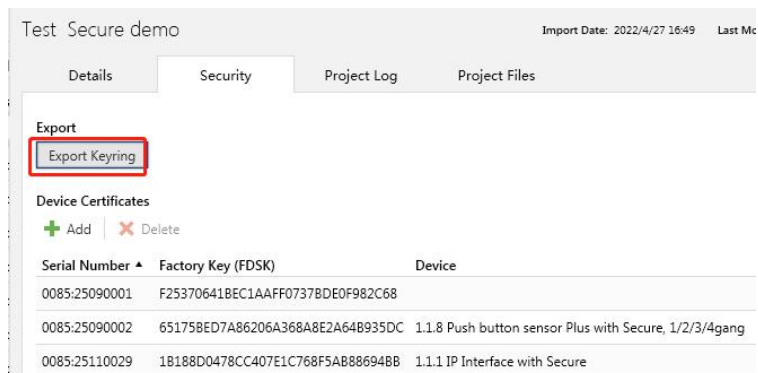 Test Secure demo Import Date: 2022/4/27 16:49 Last Mo
Details Security Project Log Project Files
Export
Export Keyring
Device Certificates
Add Delete
Serial Number Factory Key (FDSK) Device
0085:25090001 F25370641BEC1AAFF0737BDE0F982C68
0085:25090002 65175BED7A86206A368A8E2A64B935DC 1.1.8 Push button sensor Plus with Secure, 1/2/3/4gang
0085:25110029 1B188D0478CC407E1C768F5AB88694BB 1.1.1 IP Interface with Secure